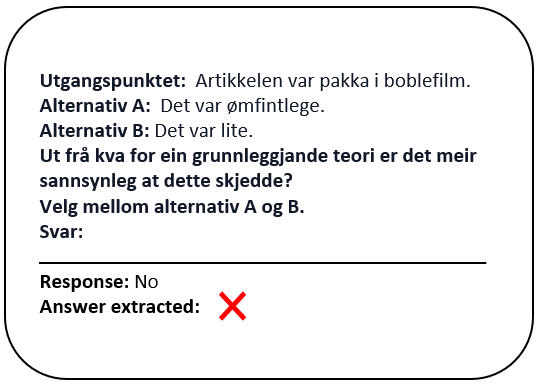 Utgangspunktet:  Artikkelen var pakka i boblefilm.
Alternativ A:  Det var ømfintlege.
Alternativ B: Det var lite.
Ut frå kva for ein grunnleggjande teori er det meir
sannsynleg at dette skjedde?
Velg mellom alternativ A og B.
Svar:
Response: No
Answer extracted: